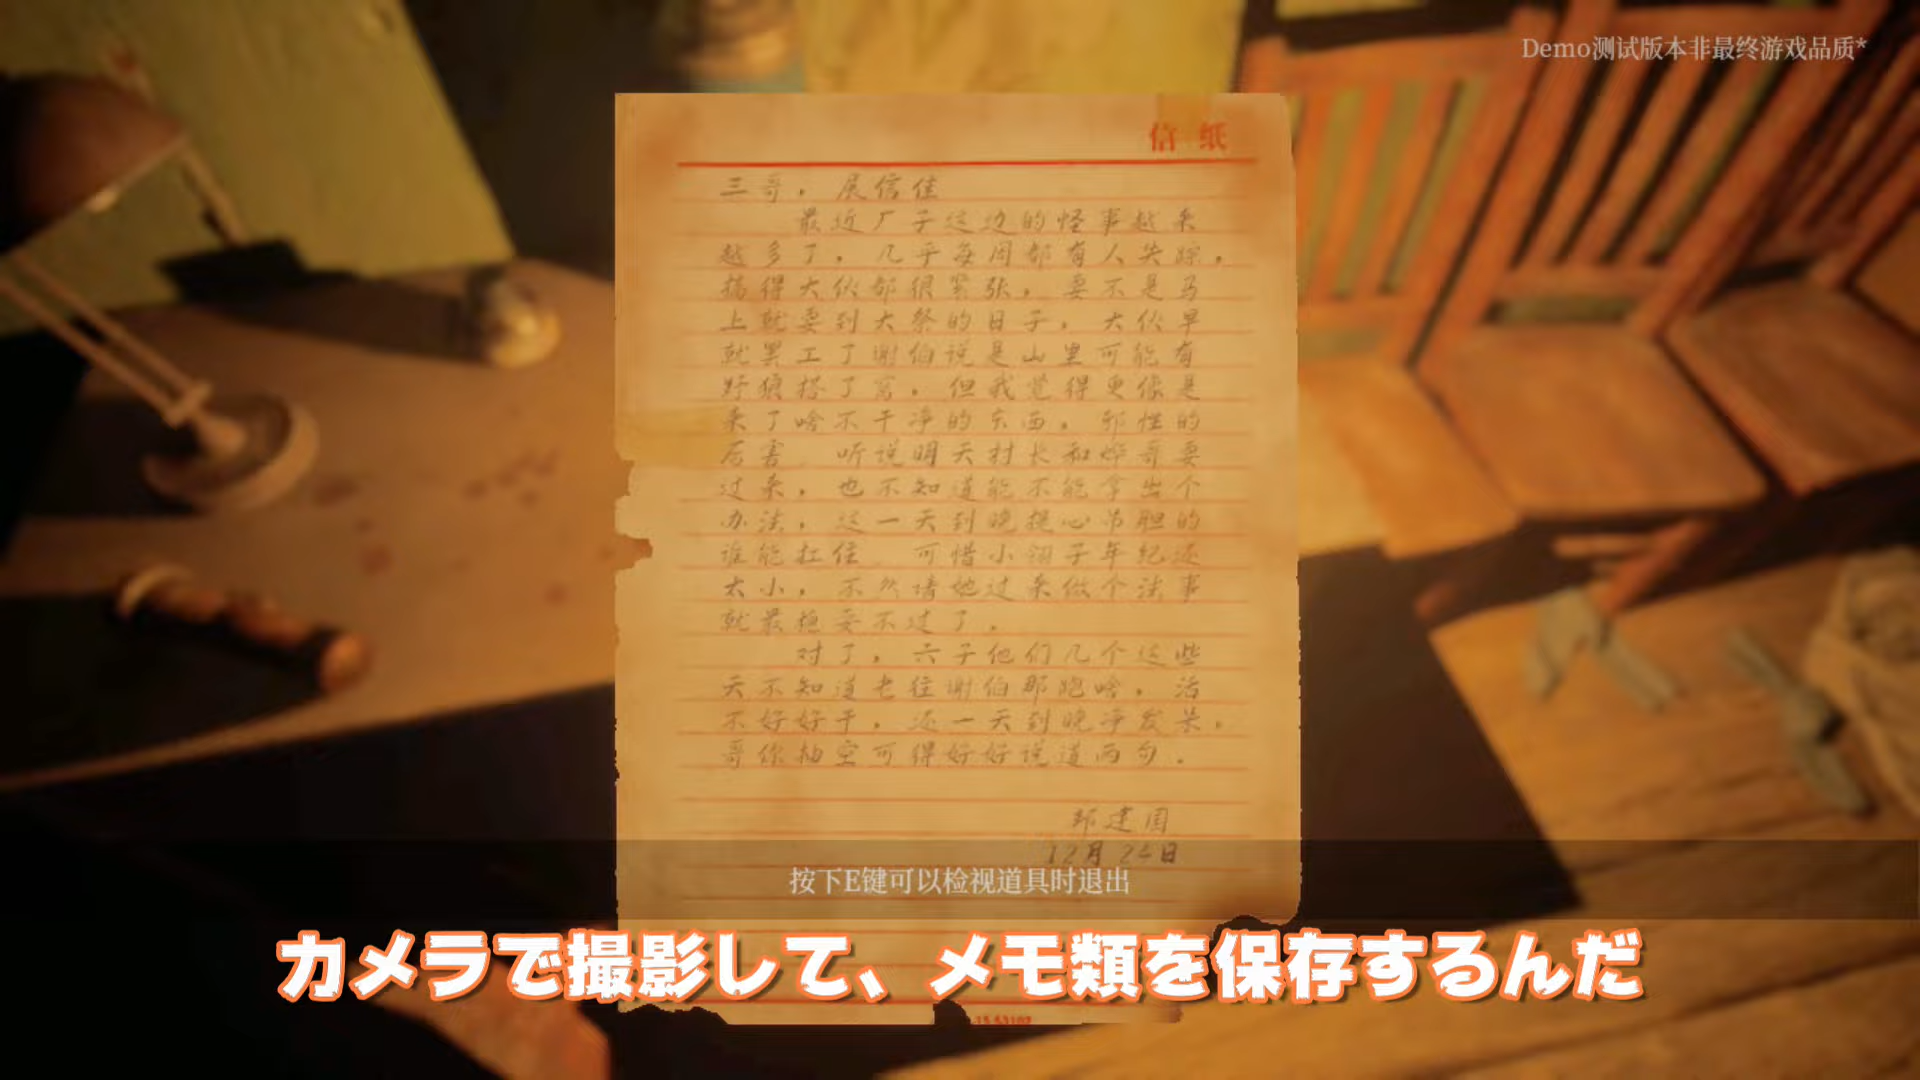 Demo测试版本非最终游戏品质*
信纸
三哥，展信佳
最近厂子这边的怪事越来
越多了，几乎每周都有人失踪，
搞得大伙都很紧张，要不是马
上就要到大祭的日子，大伙早
就罢工了谢伯说是山里可能有
野狼搭了窝，但我觉得更像是
来了啥不干净的东西，邪性的
厉害 听说明天村长和烨哥要
过来，也不知道能不能拿出个
办法，这一天到晚提心吊胆的
谁能扛住 可惜小翎子年纪还
太小，不然请她过来做个法事
就最稳妥不过了。
对了，六子他们几个这些
天不知道老往谢伯那跑啥，活
不好好干，还一天到晚净发呆，
哥你抽空可得好好说道两句。
邹建国
12月24日
按下E键可以检视道具时退出
カメラで撮影して、メモ類を保存するんだ